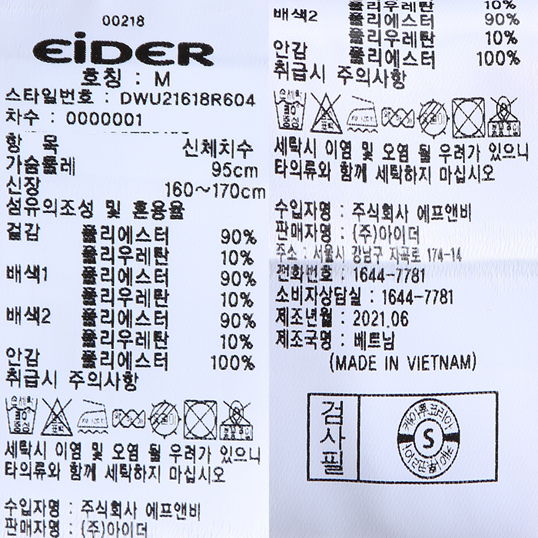 00218
EiDER
호칭 : M
스타일번호 : DWU21618R604
차수 : 0000001
항 목 신체치수
가슴둘레 95cm
신장 160~170cm
섬유의조성 및 혼용율
겉감 폴리에스터 90%
폴리우레탄 10%
배색1 폴리에스터 90%
폴리우레탄 10%
배색2 폴리에스터 90%
폴리우레탄 10%
안감 폴리에스터 100%
취급시 주의사항
세탁시 이염 및 오염 될 우려가 있으니
타의류와 함께 세탁하지 마십시오
수입자명 : 주식회사 에프앤비
판매자명 : (주)아이더
폴리우레탄 10%
배색2 폴리에스터 90%
폴리우레탄 10%
안감 폴리에스터 100%
취급시 주의사항
세탁시 이염 및 오염 될 우려가 있으니
타의류와 함께 세탁하지 마십시오
수입자명 : 주식회사 에프앤비
판매자명 : (주)아이더
주소 : 서울시 강남구 자곡로 174-14
전화번호 : 1644-7781
소비자상담실 : 1644-7781
제조년월 : 2021.06
제조국명 : 베트남
(MADE IN VIETNAM)
검사필
S